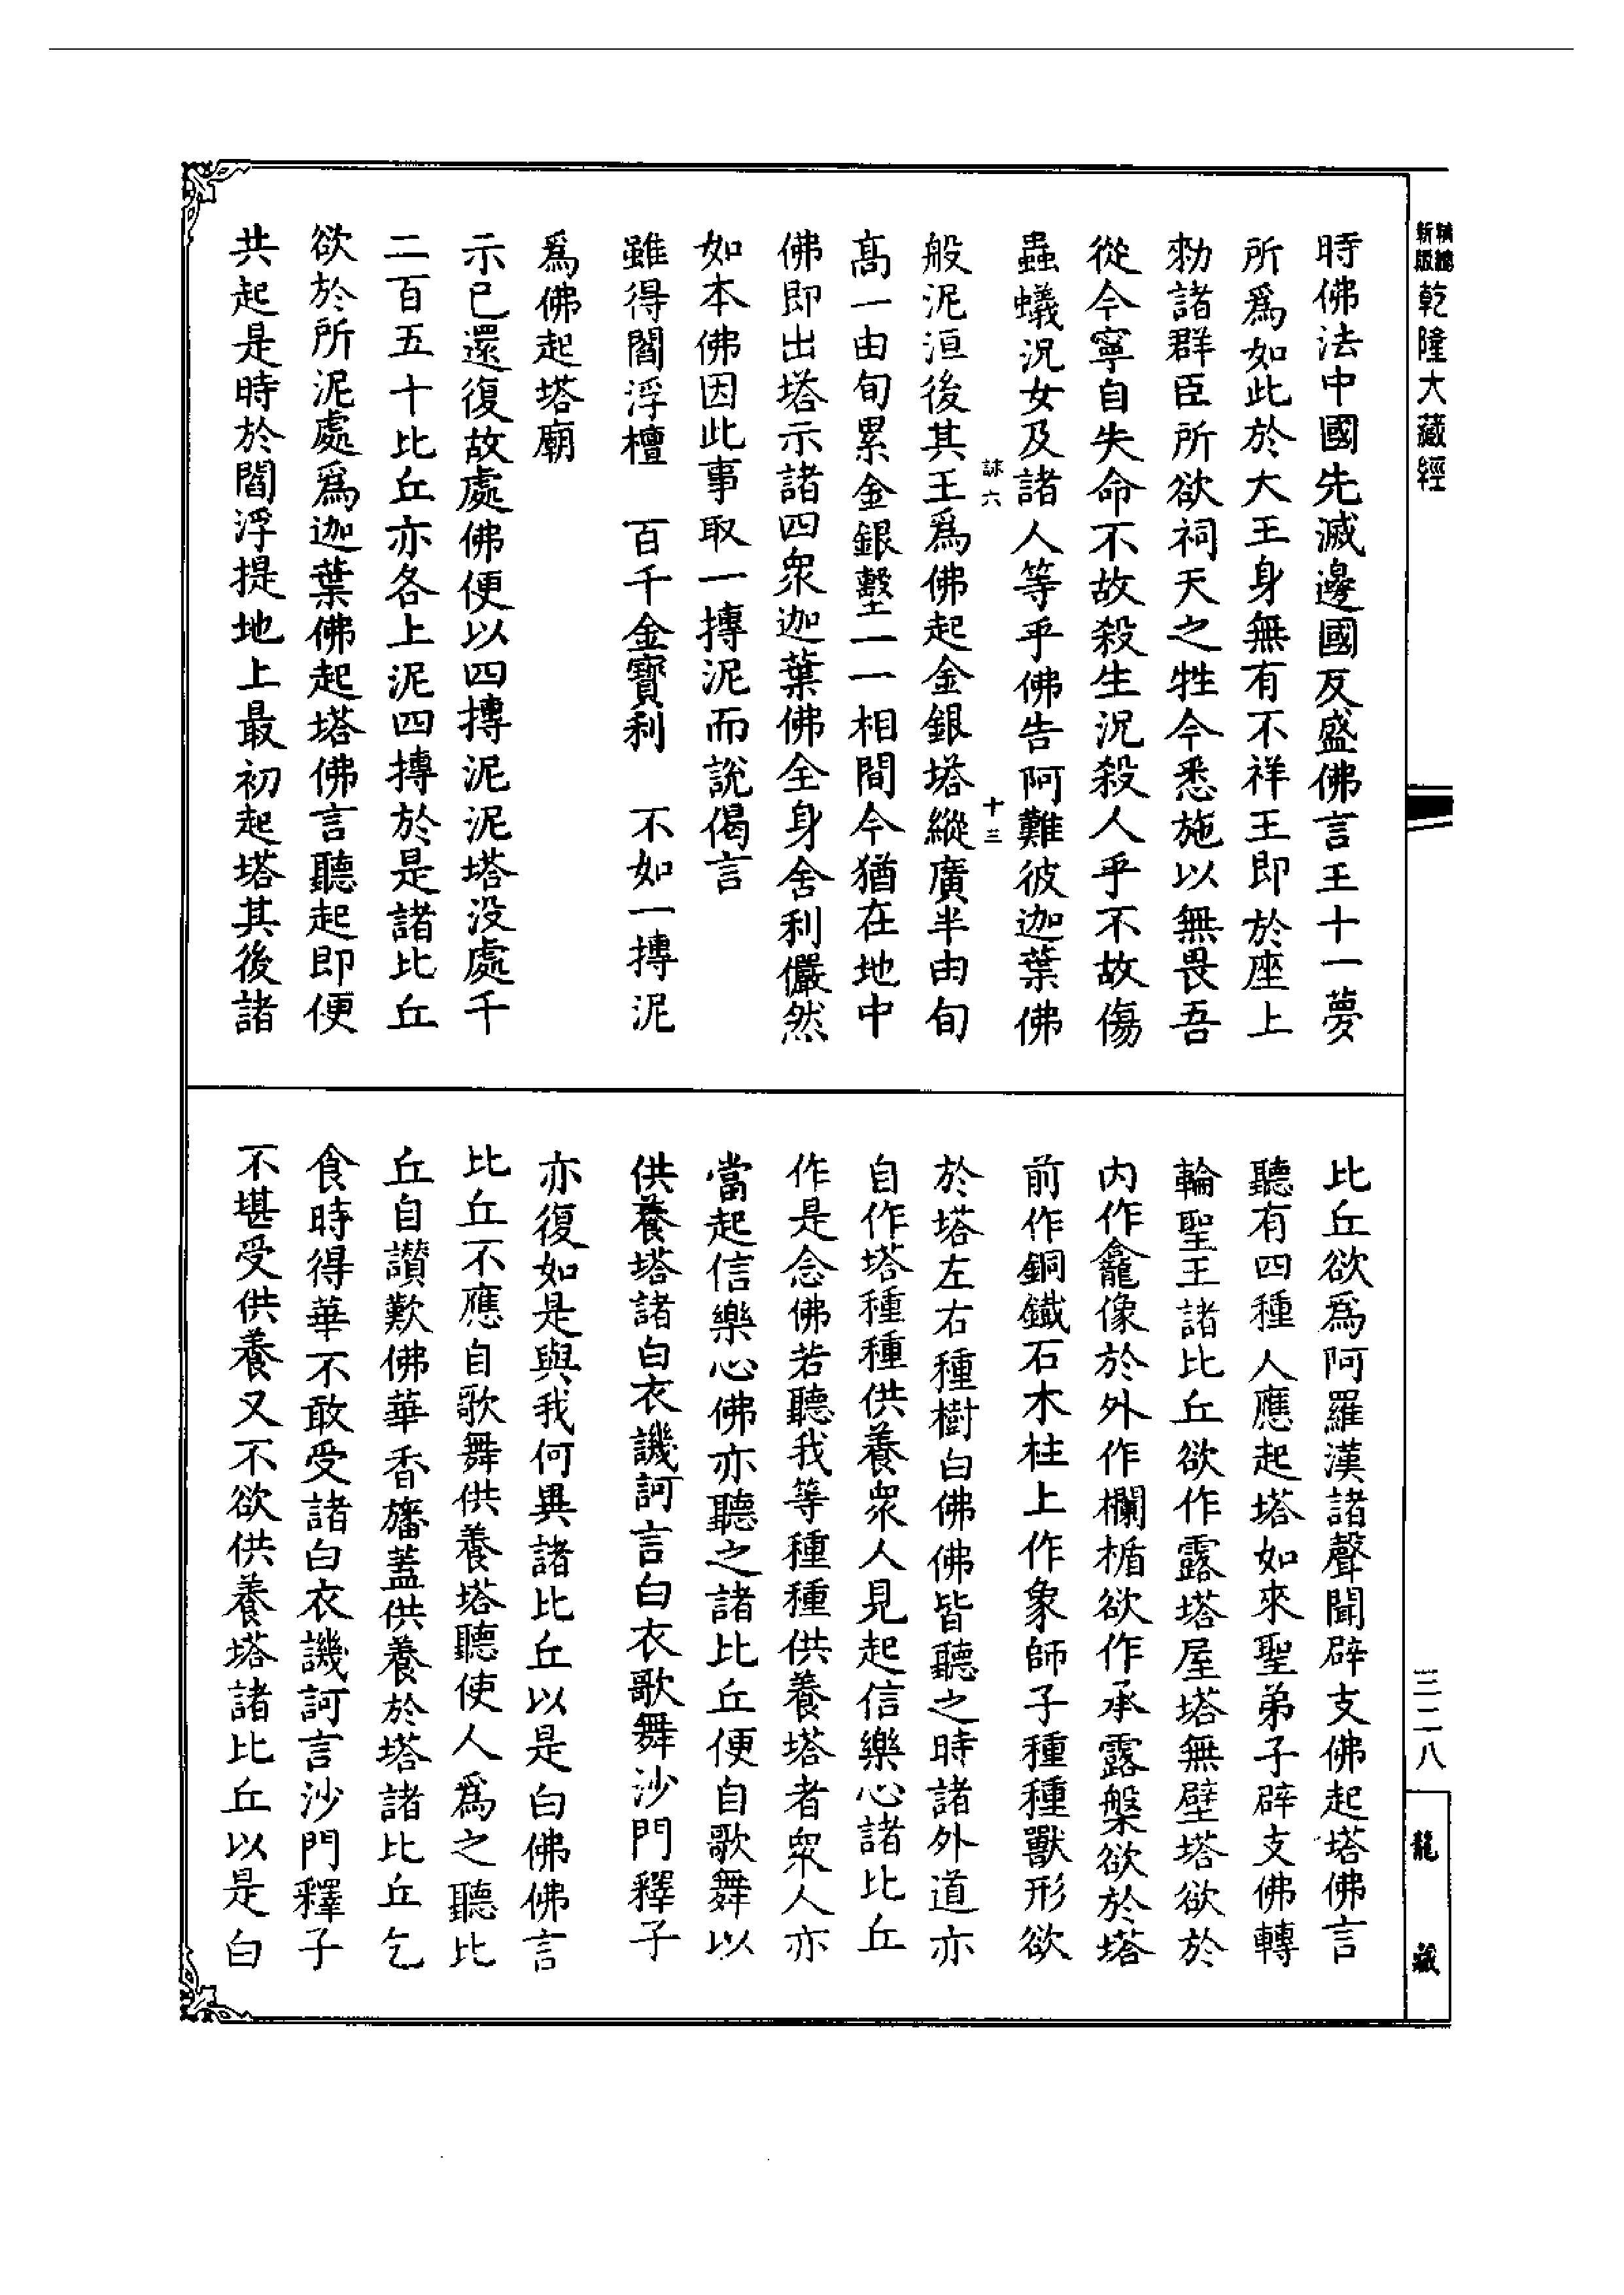 新版
精縮
乾隆大藏經
三二八
龍藏
時佛法中國先滅邊國反盛佛言王十一夢
所爲如此於大王身無有不祥王即於座上
勑諸群臣所欲祠天之牲今悉施以無畏吾
從今寧自失命不故殺生況殺人乎不故傷
蟲蟻況女及諸人等乎佛告阿難彼迦葉佛
詠六
十三
般泥洹後其王爲佛起金銀塔縱廣半由旬
髙一由旬累金銀墼一一相間今猶在地中
佛即出塔示諸四衆迦葉佛全身舍利儼然
如本佛因此事取一摶泥而說偈言
雖得閻浮檀　百千金寶利　不如一摶泥
爲佛起塔廟
示已還復故處佛便以四摶泥泥塔没處千
二百五十比丘亦各上泥四摶於是諸比丘
欲於所泥處爲迦葉佛起塔佛言聽起即便
共起是時於閻浮提地上最初起塔其後諸
比丘欲爲阿羅漢諸聲聞辟支佛起塔佛言
聽有四種人應起塔如來聖弟子辟支佛轉
輪聖王諸比丘欲作露塔屋塔無壁塔欲於
内作龕像於外作欄楯欲作承露槃欲於塔
前作銅鐵石木柱上作象師子種種獸形欲
於塔左右種樹白佛佛皆聽之時諸外道亦
自作塔種種供養衆人見起信樂心諸比丘
作是念佛若聽我等種種供養塔者衆人亦
當起信樂心佛亦聽之諸比丘便自歌舞以
供養塔諸白衣譏訶言白衣歌舞沙門釋子
亦復如是與我何異諸比丘以是白佛佛言
比丘不應自歌舞供養塔聽使人爲之聽比
丘自讚歎佛華香旛蓋供養於塔諸比丘乞
食時得華不敢受諸白衣譏訶言沙門釋子
不堪受供養又不欲供養塔諸比丘以是白